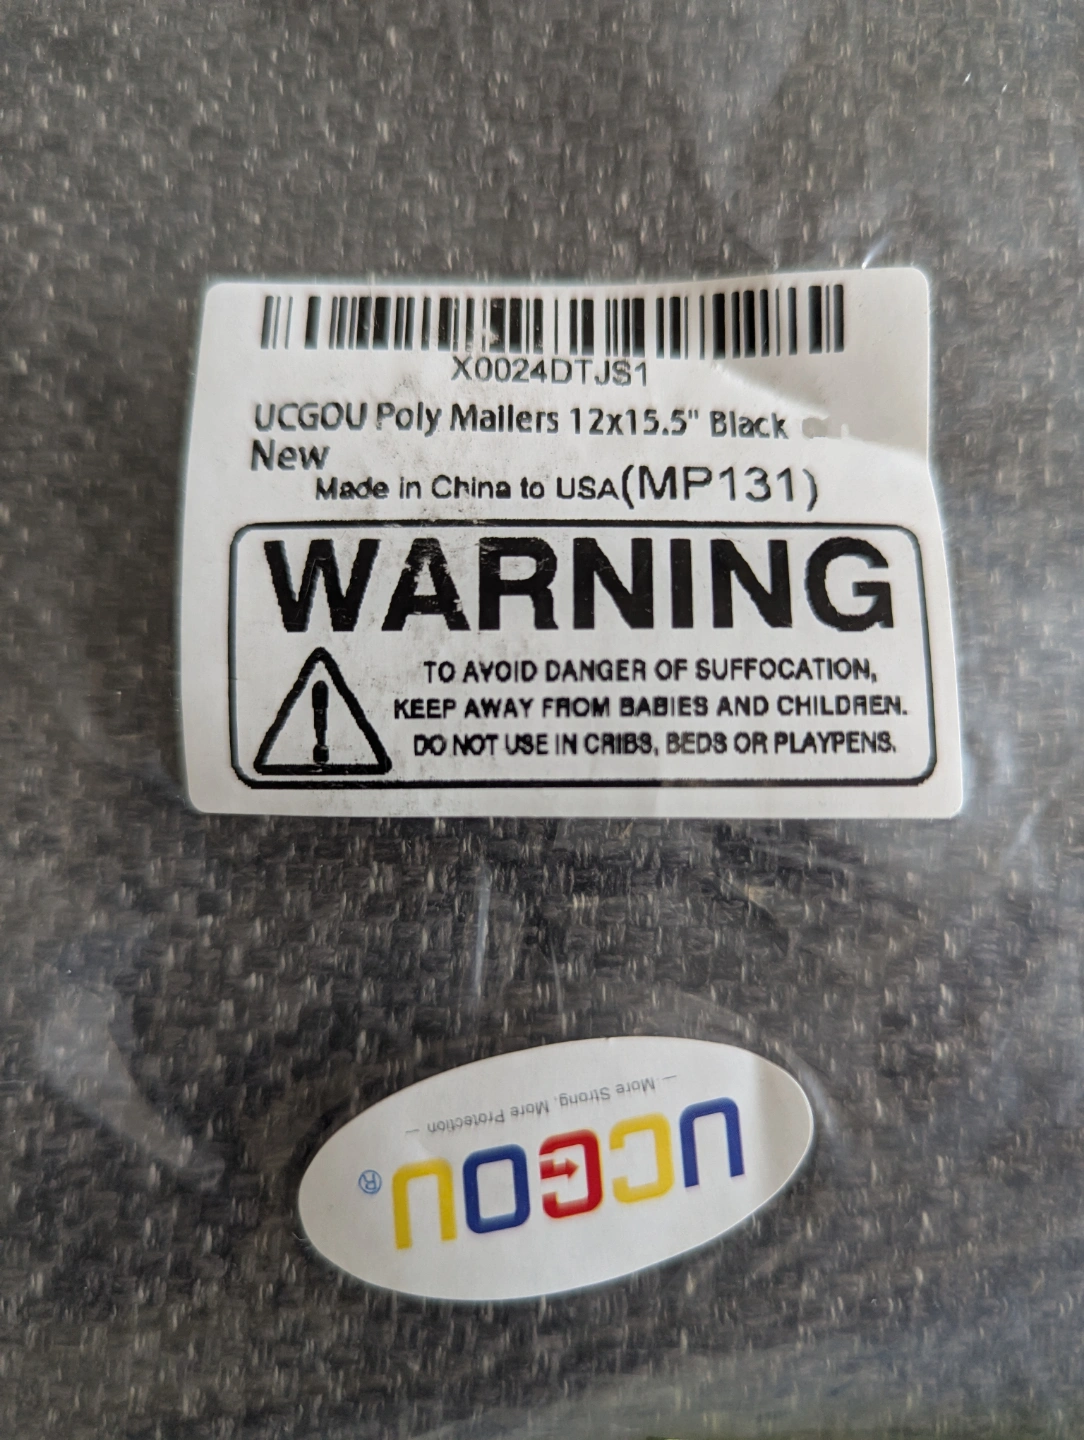 X0024DTJS1
UCGOU Poly Mailers 12x15.5" Black
New
Made in China to USA(MP131)
WARNING
TO AVOID DANGER OF SUFFOCATION,
KEEP AWAY FROM BABIES AND CHILDREN.
DO NOT USE IN CRIBS, BEDS OR PLAYPENS.
UCGOU®
— More Strong, More Protection —